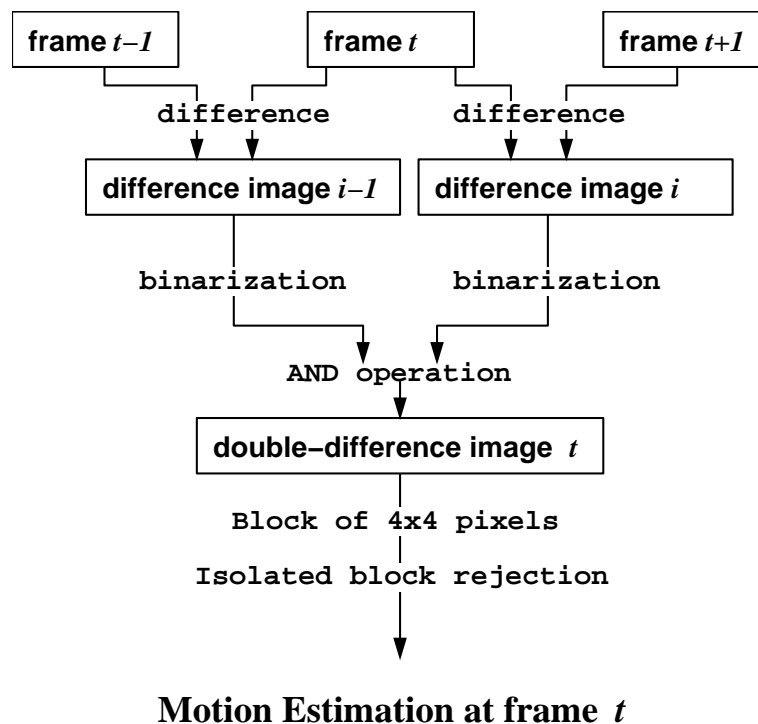 frame t−1
frame t
frame t+1
difference
difference
difference image i−1
difference image i
binarization
binarization
AND operation
double−difference image t
Block of 4x4 pixels
Isolated block rejection
Motion Estimation at frame t